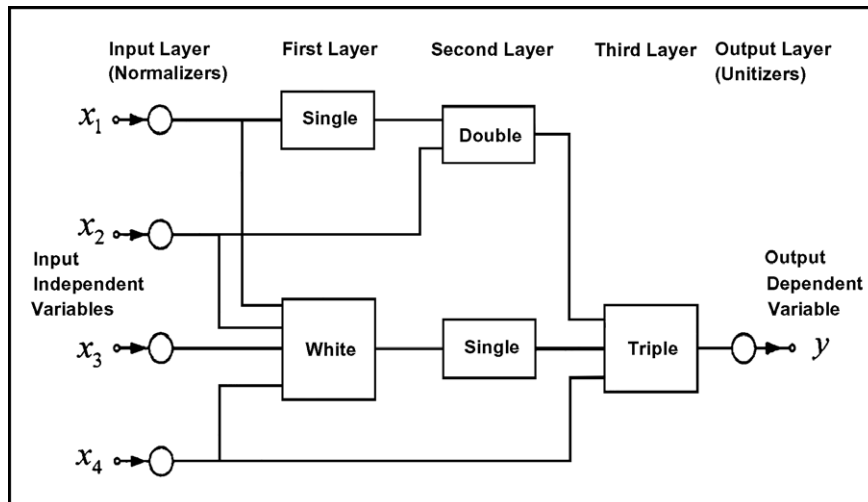 Input Layer
(Normalizers)
First Layer
Second Layer
Third Layer
Output Layer
(Unitizers)
x1
Single
Double
x2
Input
Independent
Variables
Output
Dependent
Variable
x3
White
Single
Triple
y
x4